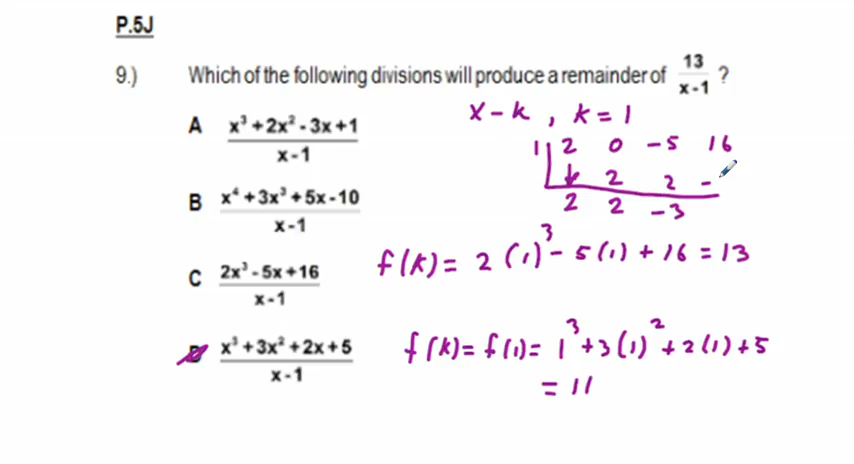 P.5J
9.) Which of the following divisions will produce a remainder of 13/(x-1) ?
x - k , k = 1
A (x³+2x²-3x+1)/(x-1)
1 | 2 0 -5 16
↓ 2 2 -
2 2 -3
B (x⁴+3x³+5x-10)/(x-1)
f(k) = 2(1)³ - 5(1) + 16 = 13
C (2x³-5x+16)/(x-1)
D (x³+3x²+2x+5)/(x-1)
f(k) = f(1) = 1³ + 3(1)² + 2(1) + 5
= 11